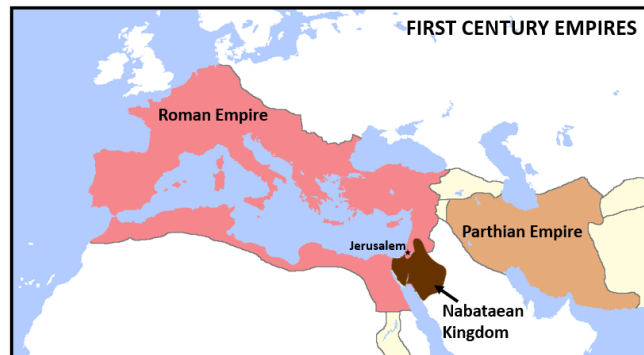 FIRST CENTURY EMPIRES
Roman Empire
Jerusalem
Parthian Empire
Nabataean
Kingdom